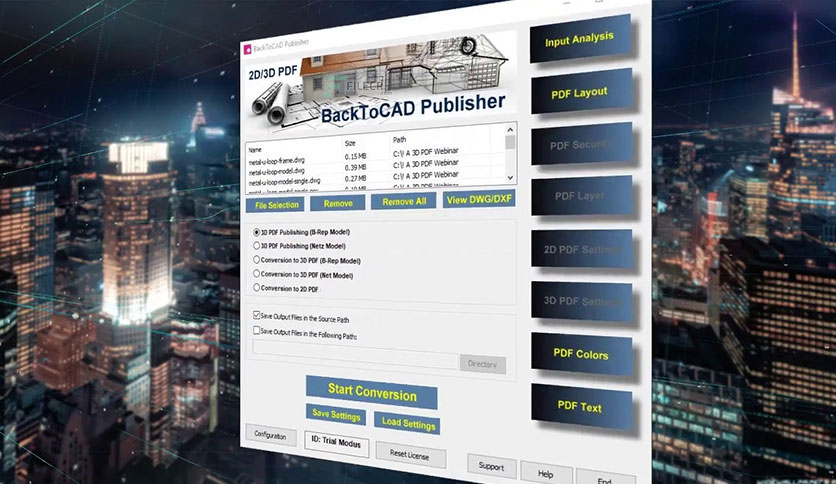 BackToCAD Publisher
2D/3D PDF
FILECR
.com
BackToCAD Publisher
Name Size Path
metal-u-loop-frame.dwg 0.15 MB C:\! A 3D PDF Webinar
metal-u-loop-model.dwg 0.39 MB C:\! A 3D PDF Webinar
metal-u-loop-model-single.dwg 0.27 MB C:\! A 3D PDF Webinar
File Selection Remove Remove All View DWG/DXF
3D PDF Publishing (B-Rep Model)
3D PDF Publishing (Netz Model)
Conversion to 3D PDF (B-Rep Model)
Conversion to 3D PDF (Net Model)
Conversion to 2D PDF
Save Output Files in the Source Path
Save Output Files in the Following Path:
Directory
Start Conversion
Save Settings Load Settings
Configuration ID: Trial Modus Reset License Support Help End
Input Analysis
PDF Layout
PDF Security
PDF Layer
2D PDF Settings
3D PDF Settings
PDF Colors
PDF Text